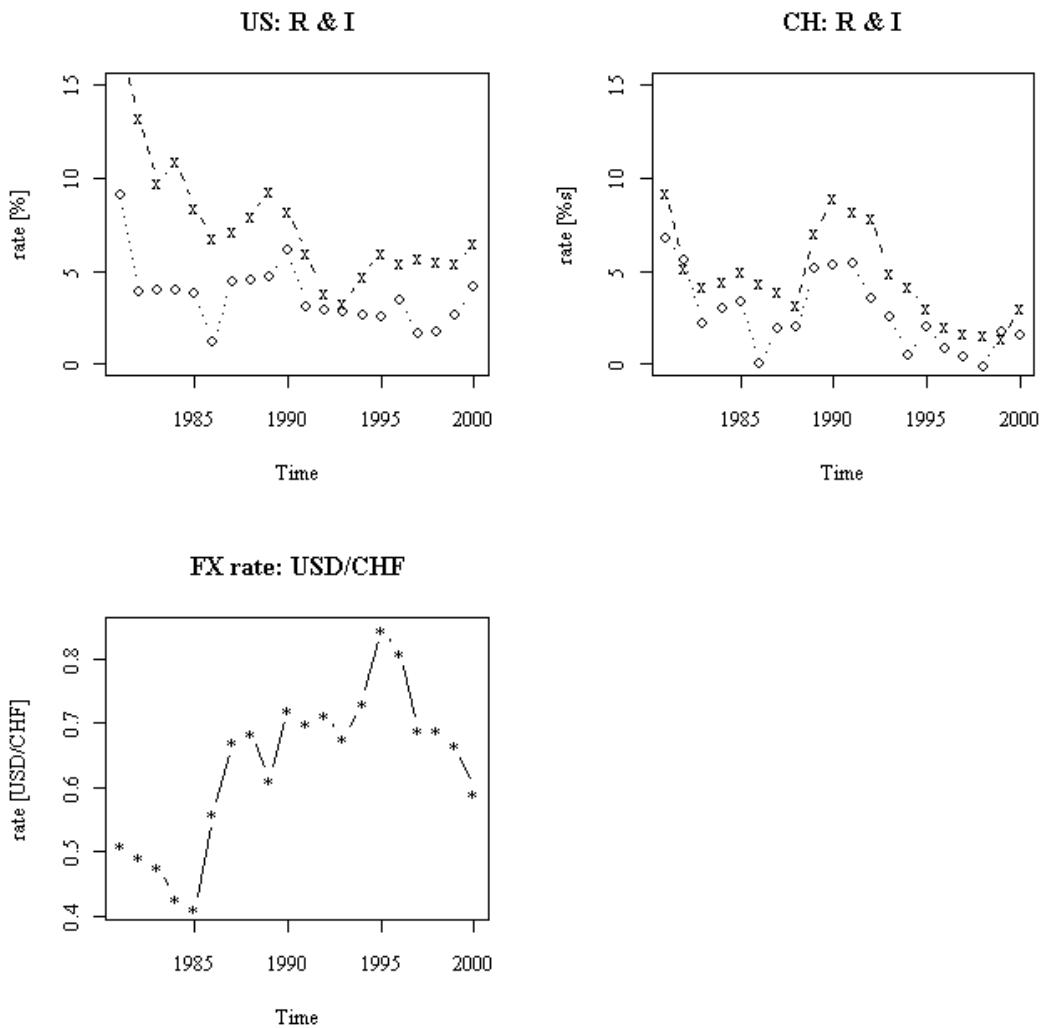 US: R & I
rate [%]
15
10
5
0
1985 1990 1995 2000
Time
CH: R & I
rate [%s]
15
10
5
0
1985 1990 1995 2000
Time
FX rate: USD/CHF
rate [USD/CHF]
0.8
0.7
0.6
0.5
0.4
1985 1990 1995 2000
Time